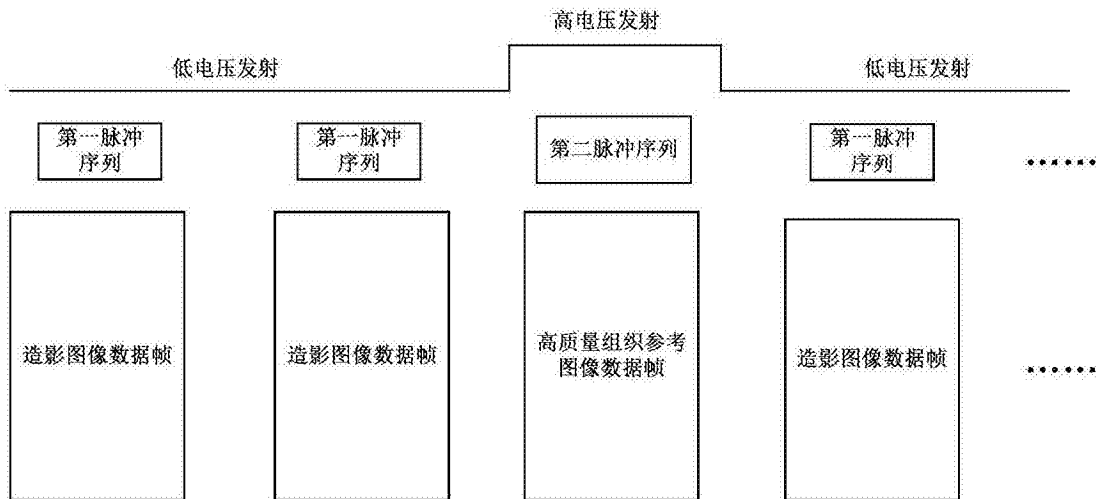 高电压发射
低电压发射
低电压发射
第一脉冲
序列
第一脉冲
序列
第二脉冲序列
第一脉冲
序列
……
造影图像数据帧
造影图像数据帧
高质量组织参考
图像数据帧
造影图像数据帧
……